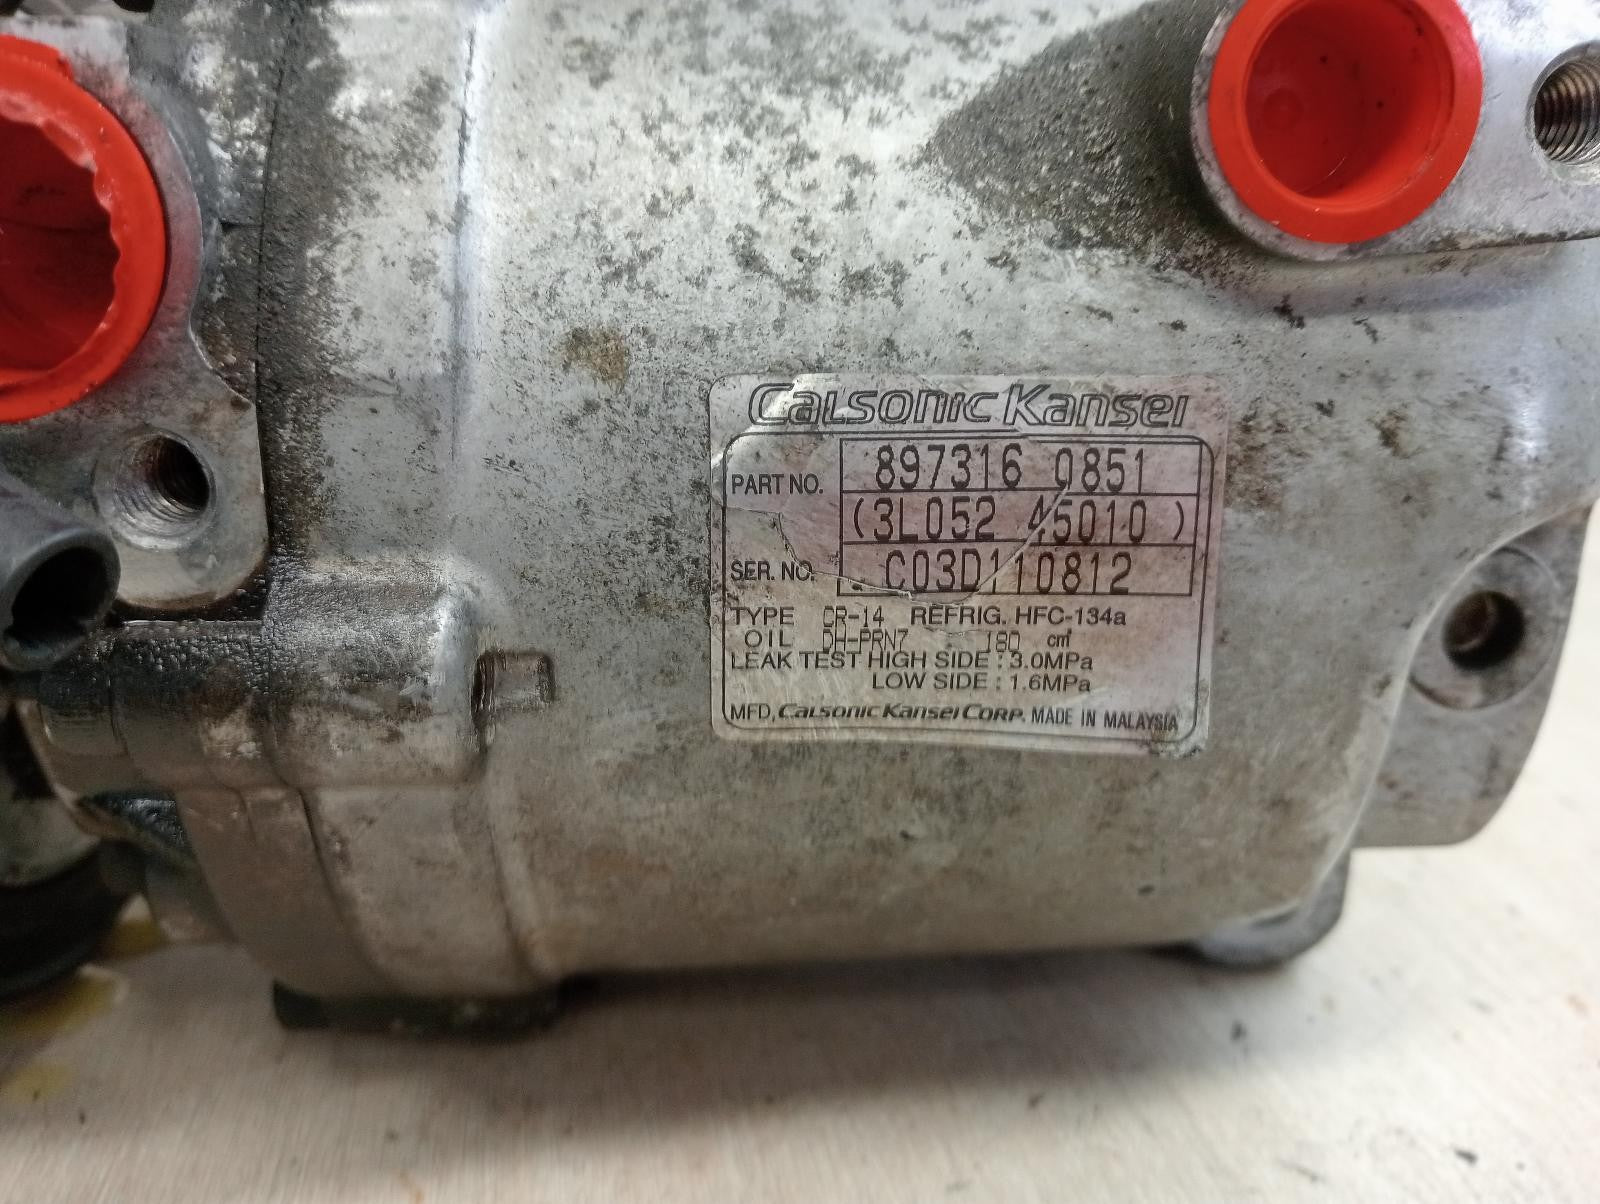 Calsonic Kansei
PART NO. 897316 0851
(3L052 45010 )
SER. NO. C03D110812
TYPE CR-14 REFRIG. HFC-134a
OIL DH-PRN7 180 cm³
LEAK TEST HIGH SIDE : 3.0MPa
LOW SIDE : 1.6MPa
MFD. Calsonic Kansei Corp. MADE IN MALAYSIA